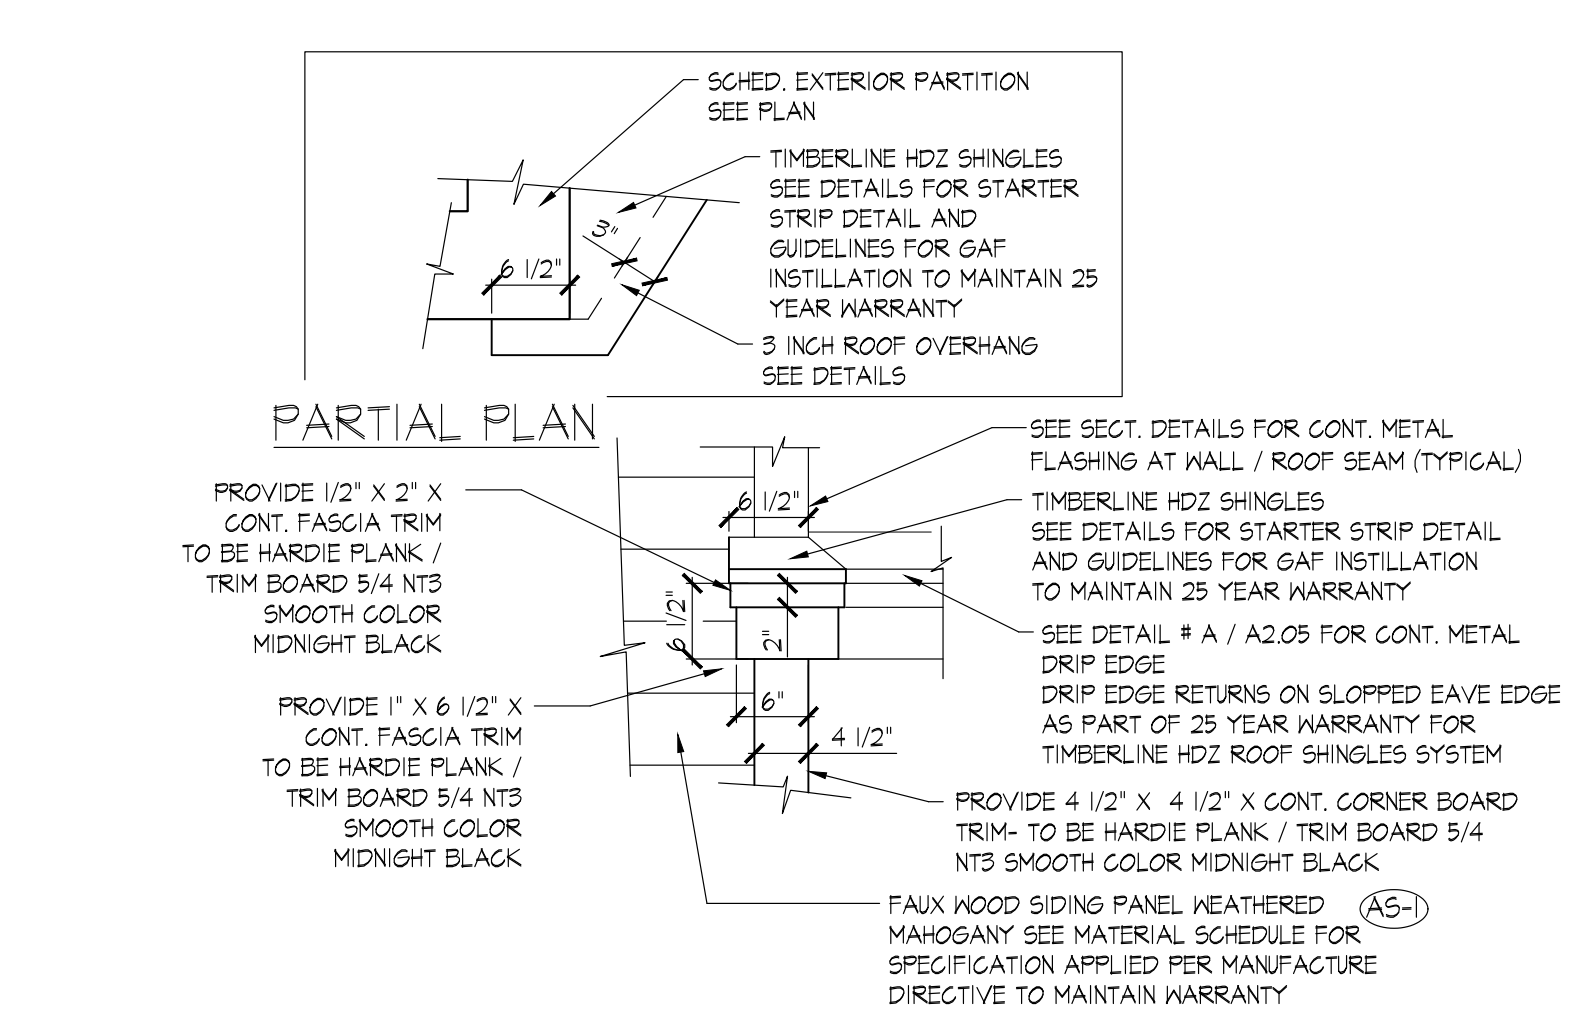 SCHED. EXTERIOR PARTITION
SEE PLAN
TIMBERLINE HDZ SHINGLES
SEE DETAILS FOR STARTER
STRIP DETAIL AND
GUIDELINES FOR GAF
INSTILLATION TO MAINTAIN 25
YEAR WARRANTY
3"
6 1/2"
3 INCH ROOF OVERHANG
SEE DETAILS
PARTIAL PLAN
SEE SECT. DETAILS FOR CONT. METAL
FLASHING AT WALL / ROOF SEAM (TYPICAL)
PROVIDE 1/2" X 2" X
CONT. FASCIA TRIM
TO BE HARDIE PLANK /
TRIM BOARD 5/4 NT3
SMOOTH COLOR
MIDNIGHT BLACK
6 1/2"
TIMBERLINE HDZ SHINGLES
SEE DETAILS FOR STARTER STRIP DETAIL
AND GUIDELINES FOR GAF INSTILLATION
TO MAINTAIN 25 YEAR WARRANTY
6 1/2"
2"
SEE DETAIL # A / A2.05 FOR CONT. METAL
DRIP EDGE
DRIP EDGE RETURNS ON SLOPPED EAVE EDGE
AS PART OF 25 YEAR WARRANTY FOR
TIMBERLINE HDZ ROOF SHINGLES SYSTEM
PROVIDE 1" X 6 1/2" X
CONT. FASCIA TRIM
TO BE HARDIE PLANK /
TRIM BOARD 5/4 NT3
SMOOTH COLOR
MIDNIGHT BLACK
6"
4 1/2"
PROVIDE 4 1/2" X 4 1/2" X CONT. CORNER BOARD
TRIM- TO BE HARDIE PLANK / TRIM BOARD 5/4
NT3 SMOOTH COLOR MIDNIGHT BLACK
FAUX WOOD SIDING PANEL WEATHERED
AS-1
MAHOGANY SEE MATERIAL SCHEDULE FOR
SPECIFICATION APPLIED PER MANUFACTURE
DIRECTIVE TO MAINTAIN WARRANTY